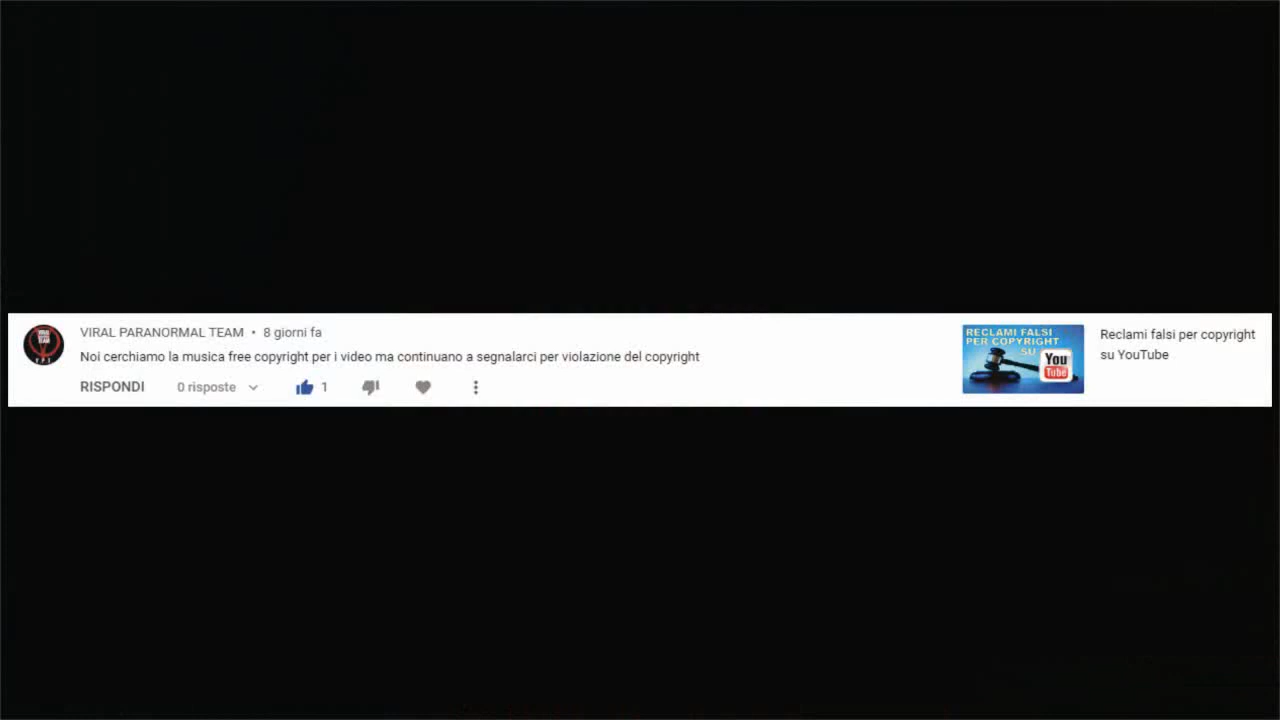 VIRAL PARANORMAL TEAM • 8 giorni fa
Noi cerchiamo la musica free copyright per i video ma continuano a segnalarci per violazione del copyright
RISPONDI 0 risposte 1
RECLAMI FALSI
PER COPYRIGHT
SU
You
Tube
Reclami falsi per copyright
su YouTube